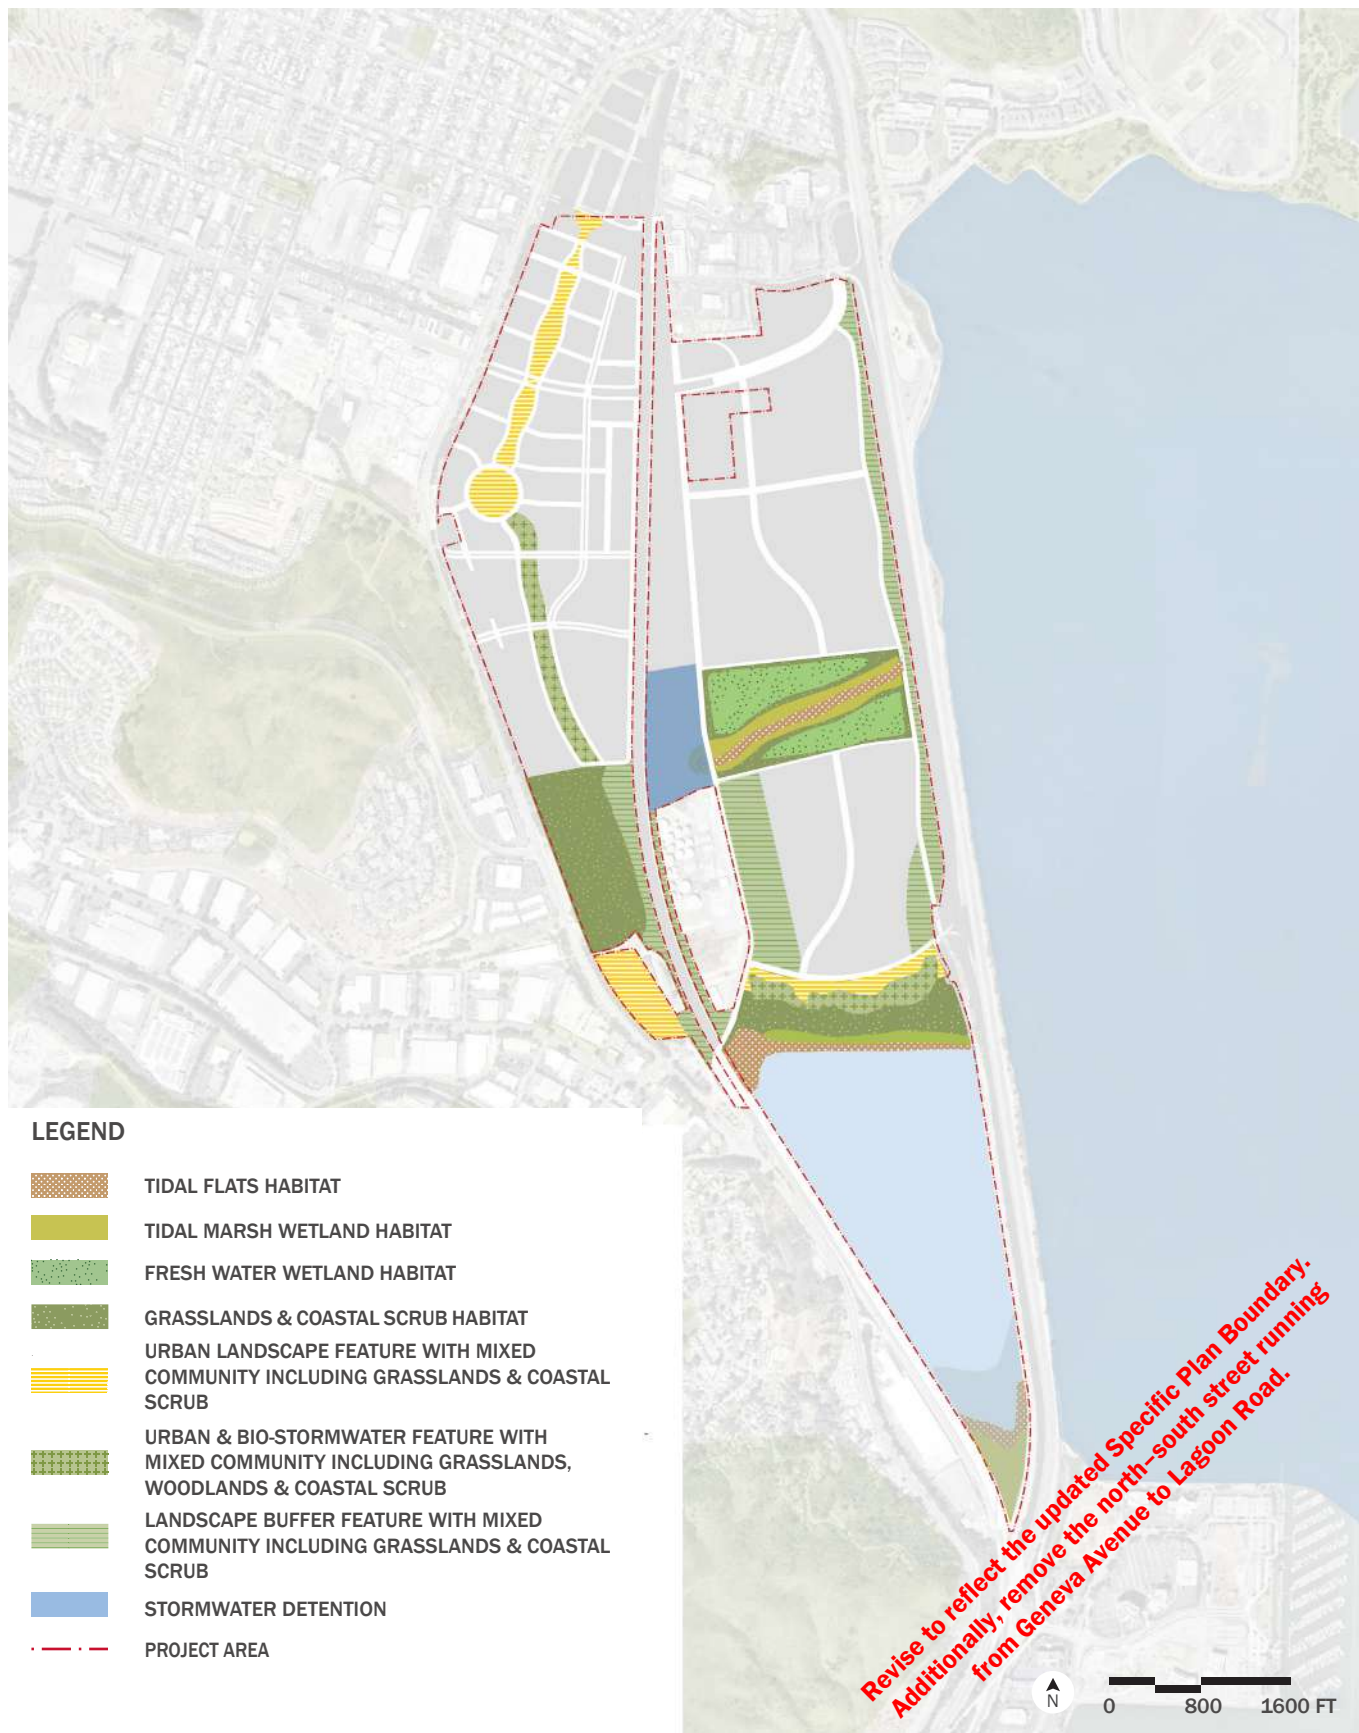 LEGEND
TIDAL FLATS HABITAT
TIDAL MARSH WETLAND HABITAT
FRESH WATER WETLAND HABITAT
GRASSLANDS & COASTAL SCRUB HABITAT
URBAN LANDSCAPE FEATURE WITH MIXED
COMMUNITY INCLUDING GRASSLANDS & COASTAL
SCRUB
URBAN & BIO-STORMWATER FEATURE WITH
MIXED COMMUNITY INCLUDING GRASSLANDS,
WOODLANDS & COASTAL SCRUB
LANDSCAPE BUFFER FEATURE WITH MIXED
COMMUNITY INCLUDING GRASSLANDS & COASTAL
SCRUB
STORMWATER DETENTION
PROJECT AREA
Revise to reflect the updated Specific Plan Boundary.
Additionally, remove the north–south street running
from Geneva Avenue to Lagoon Road.
N
0 800 1600 FT